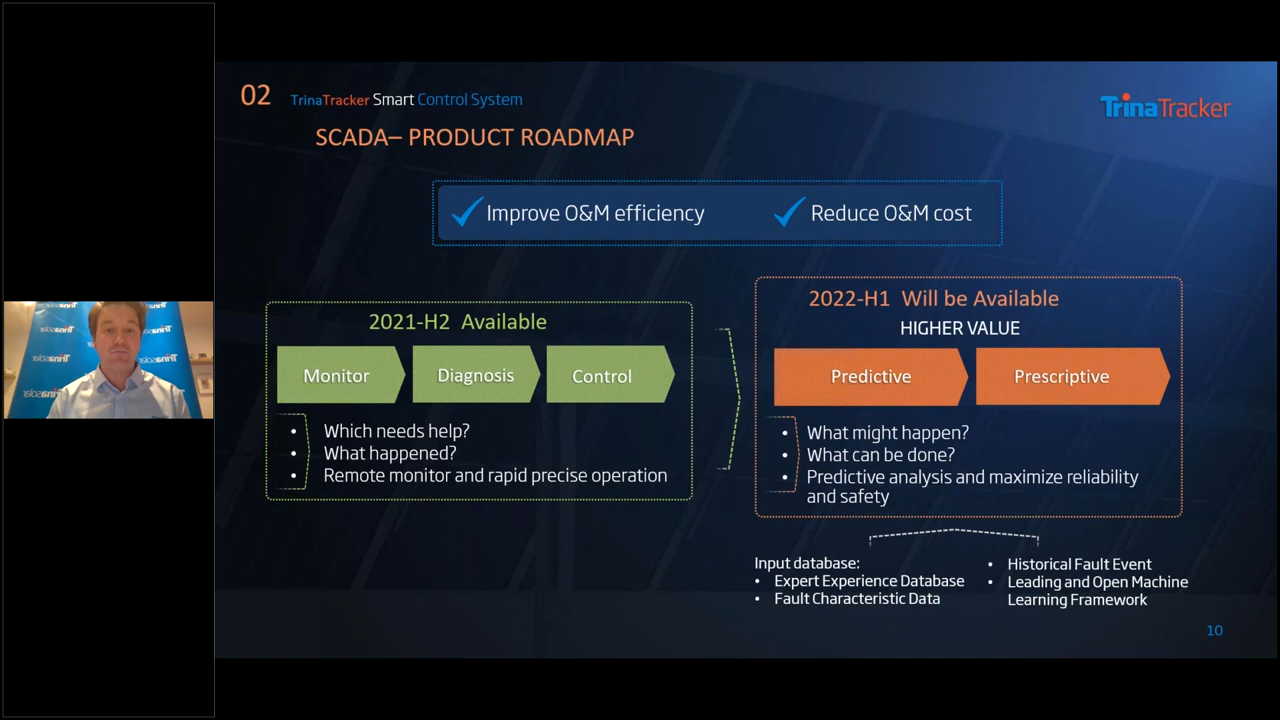 02
TrinaTracker Smart Control System
TrinaTracker
SCADA– PRODUCT ROADMAP
Improve O&M efficiency
Reduce O&M cost
2021-H2 Available
Monitor
Diagnosis
Control
• Which needs help?
• What happened?
• Remote monitor and rapid precise operation
2022-H1 Will be Available
HIGHER VALUE
Predictive
Prescriptive
• What might happen?
• What can be done?
• Predictive analysis and maximize reliability
and safety
Input database:
• Expert Experience Database
• Fault Characteristic Data
• Historical Fault Event
• Leading and Open Machine
Learning Framework
10